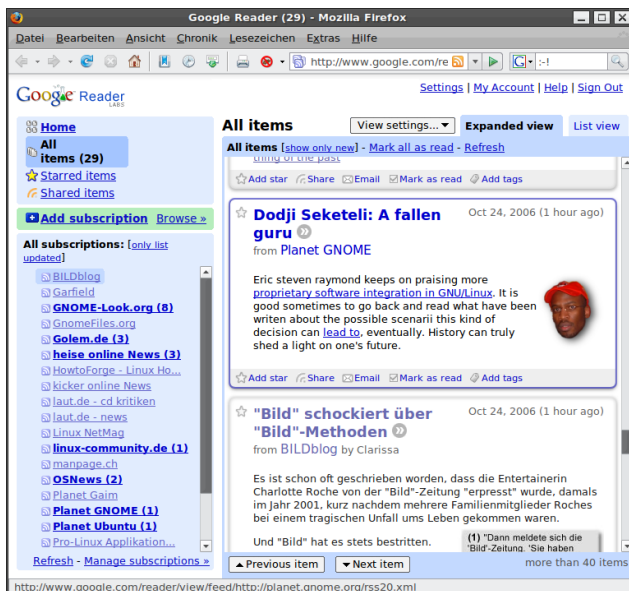 Google Reader (29) - Mozilla Firefox
Datei Bearbeiten Ansicht Chronik Lesezeichen Extras Hilfe
http://www.google.com/re
G :-!
Settings | My Account | Help | Sign Out
Google Reader
LABS
Home
All
items (29)
Starred items
Shared items
Add subscription Browse »
All subscriptions: [only list
updated]
BILDblog
Garfield
GNOME-Look.org (8)
GnomeFiles.org
Golem.de (3)
heise online News (3)
HowtoForge - Linux Ho...
kicker online News
laut.de - cd kritiken
laut.de - news
Linux NetMag
linux-community.de (1)
manpage.ch
OSNews (2)
Planet Gaim
Planet GNOME (1)
Planet Ubuntu (1)
Pro-Linux Applikation...
Refresh - Manage subscriptions »
All items View settings... Expanded view List view
All items [show only new] - Mark all as read - Refresh
thing of the past
Add star Share Email Mark as read Add tags
Dodji Seketeli: A fallen Oct 24, 2006 (1 hour ago)
guru »
from Planet GNOME
Eric steven raymond keeps on praising more
proprietary software integration in GNU/Linux. It is
good sometimes to go back and read what have been
writen about the possible scenarii this kind of
decision can lead to, eventually. History can truly
shed a light on one's future.
Add star Share Email Mark as read Add tags
"Bild" schockiert über Oct 24, 2006 (1 hour ago)
"Bild"-Methoden »
from BILDblog by Clarissa
Es ist schon oft geschrieben worden, dass die Entertainerin
Charlotte Roche von der "Bild"-Zeitung "erpresst" wurde, damals
im Jahr 2001, kurz nachdem mehrere Familienmitglieder Roches
bei einem tragischen Unfall ums Leben gekommen waren.
Und "Bild" hat es stets bestritten.
(1) "Dann meldete sich die
'Bild'-Zeitung. 'Sie haben
Previous item Next item more than 40 items
http://www.google.com/reader/view/feed/http://planet.gnome.org/rss20.xml